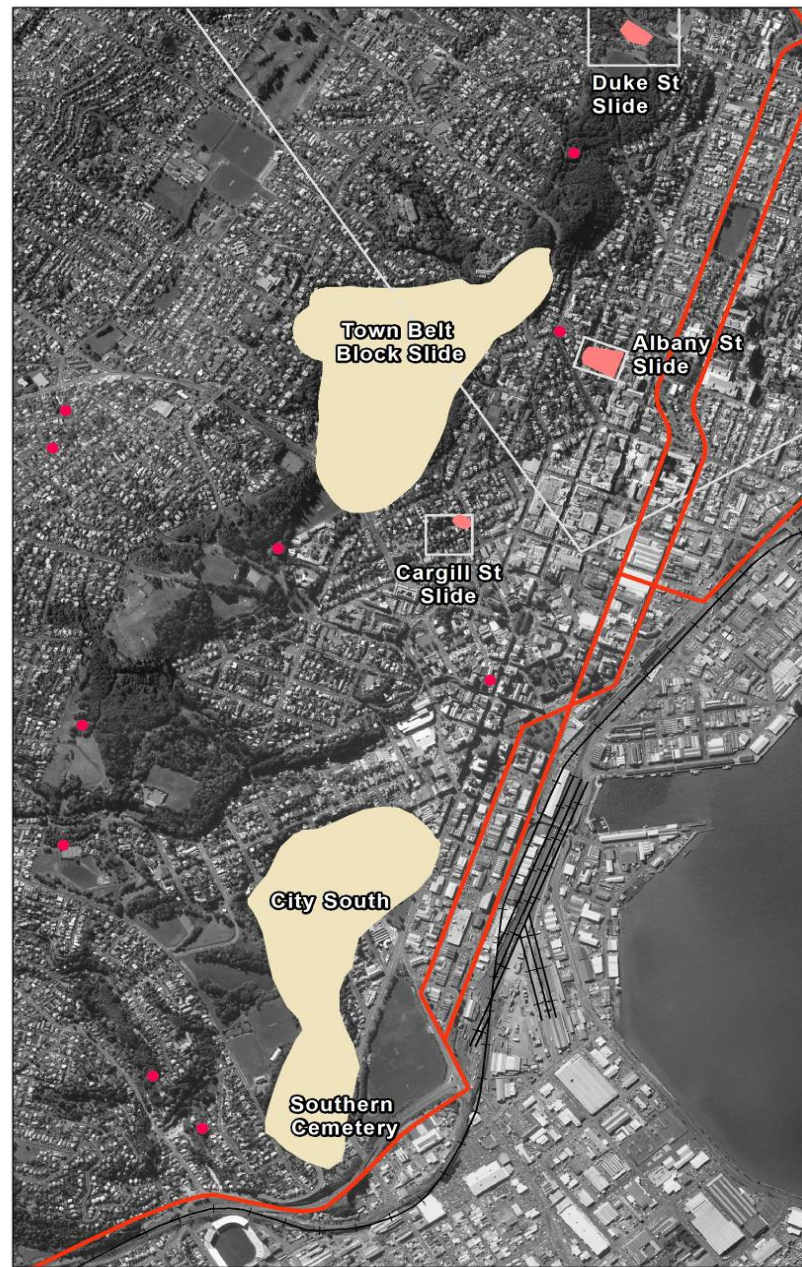 Duke St
Slide
Town Belt
Block Slide
Albany St
Slide
Cargill St
Slide
City South
Southern
Cemetery